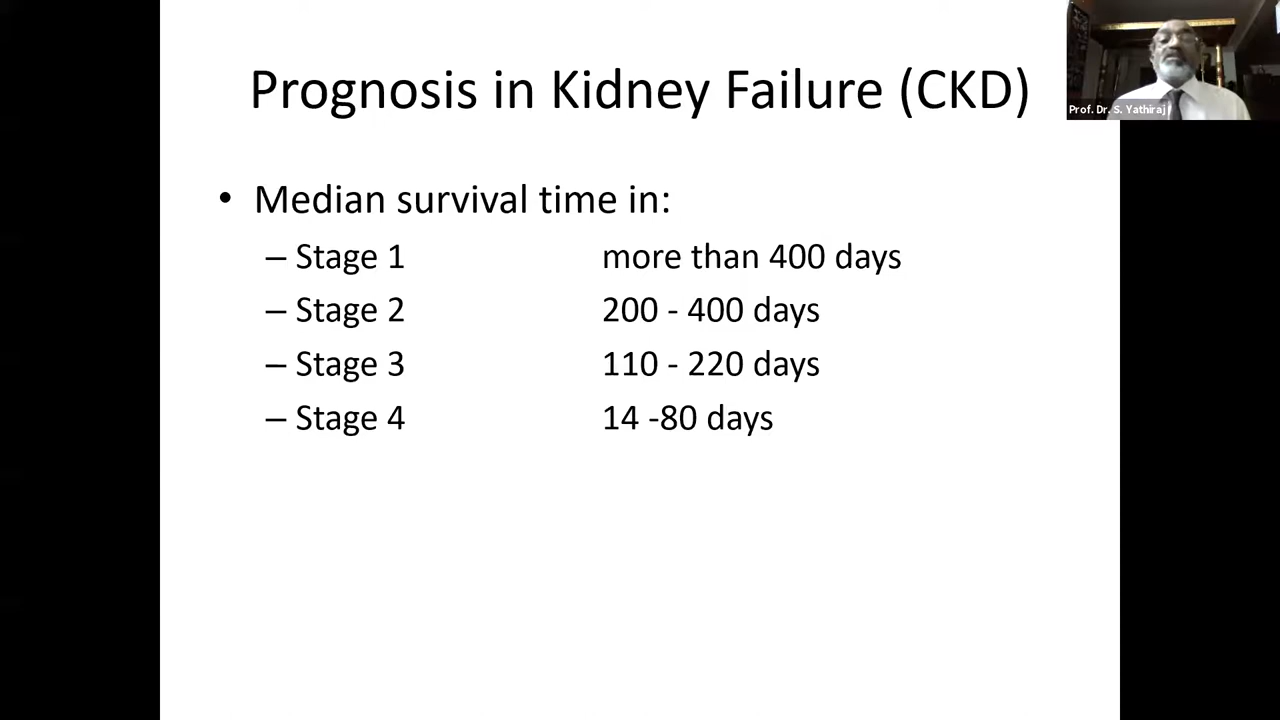 Prognosis in Kidney Failure (CKD)
Prof. Dr. S. Yathiraj
• Median survival time in:
– Stage 1 more than 400 days
– Stage 2 200 - 400 days
– Stage 3 110 - 220 days
– Stage 4 14 -80 days